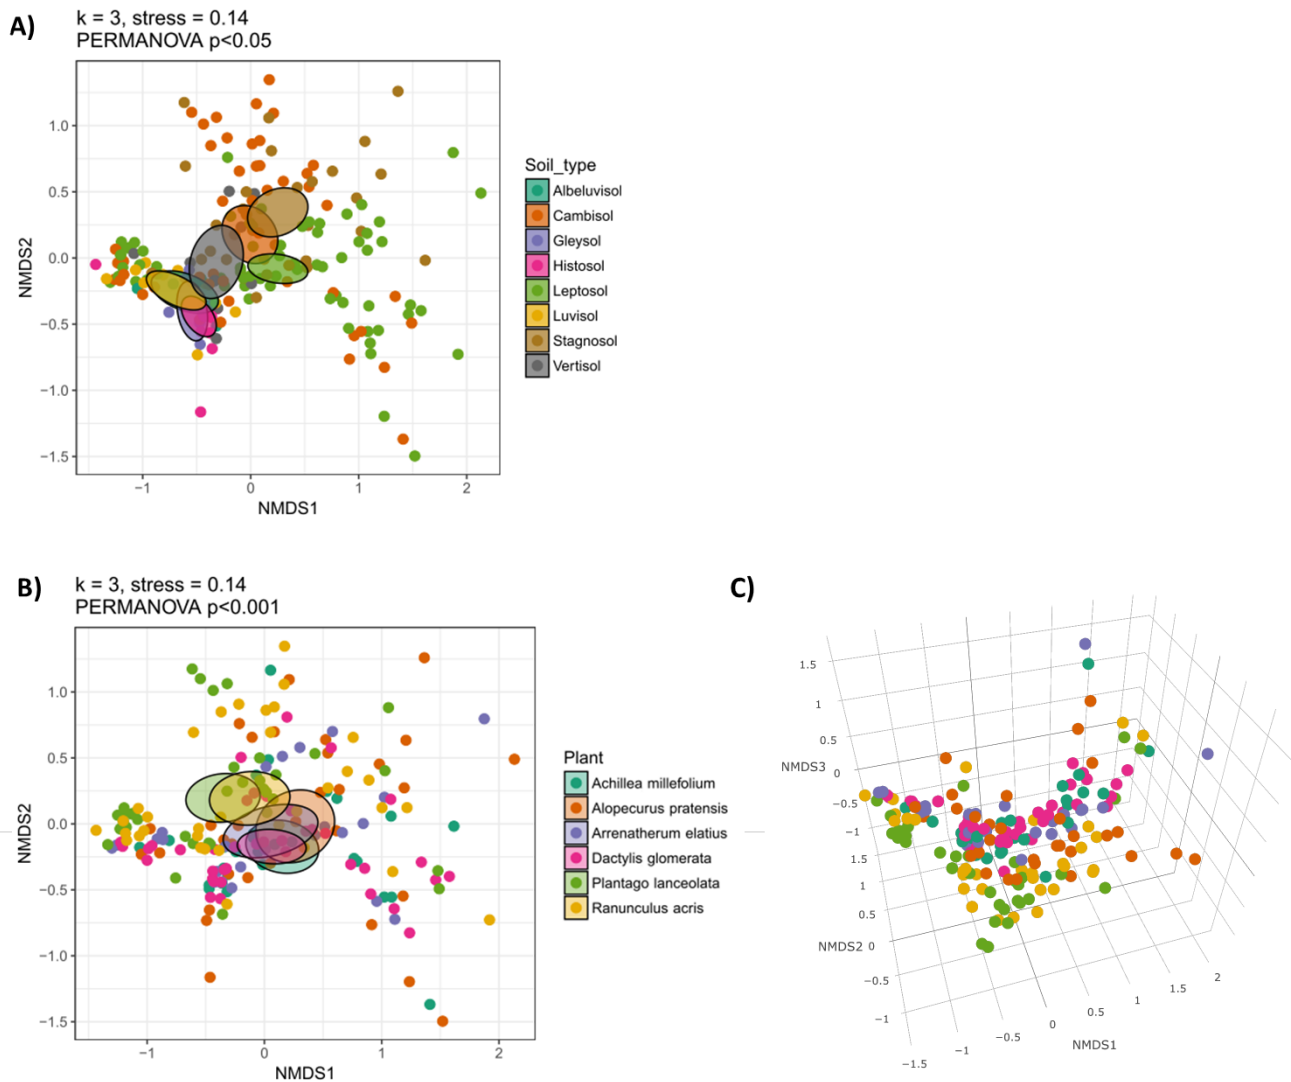 A)
k = 3, stress = 0.14
PERMANOVA p<0.05
1.0
0.5
0.0
−0.5
−1.0
−1.5
NMDS2
−1
0
1
2
NMDS1
Soil_type
Albeluvisol
Cambisol
Gleysol
Histosol
Leptosol
Luvisol
Stagnosol
Vertisol
B)
k = 3, stress = 0.14
PERMANOVA p<0.001
1.0
0.5
0.0
−0.5
−1.0
−1.5
NMDS2
−1
0
1
2
NMDS1
Plant
Achillea millefolium
Alopecurus pratensis
Arrenatherum elatius
Dactylis glomerata
Plantago lanceolata
Ranunculus acris
C)
1.5
1
0.5
NMDS3
0
−0.5
−1
1.5
1
0.5
NMDS2
0
−0.5
−1
−1.5
−1
−0.5
0
0.5
1
1.5
2
NMDS1